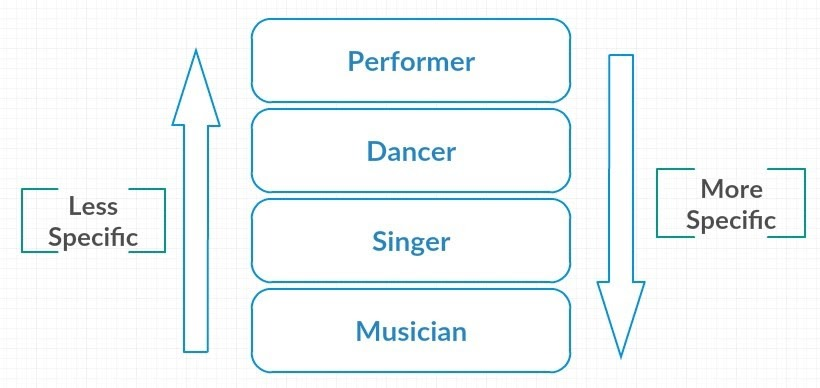 Performer
Dancer
Less
Specific
More
Specific
Singer
Musician